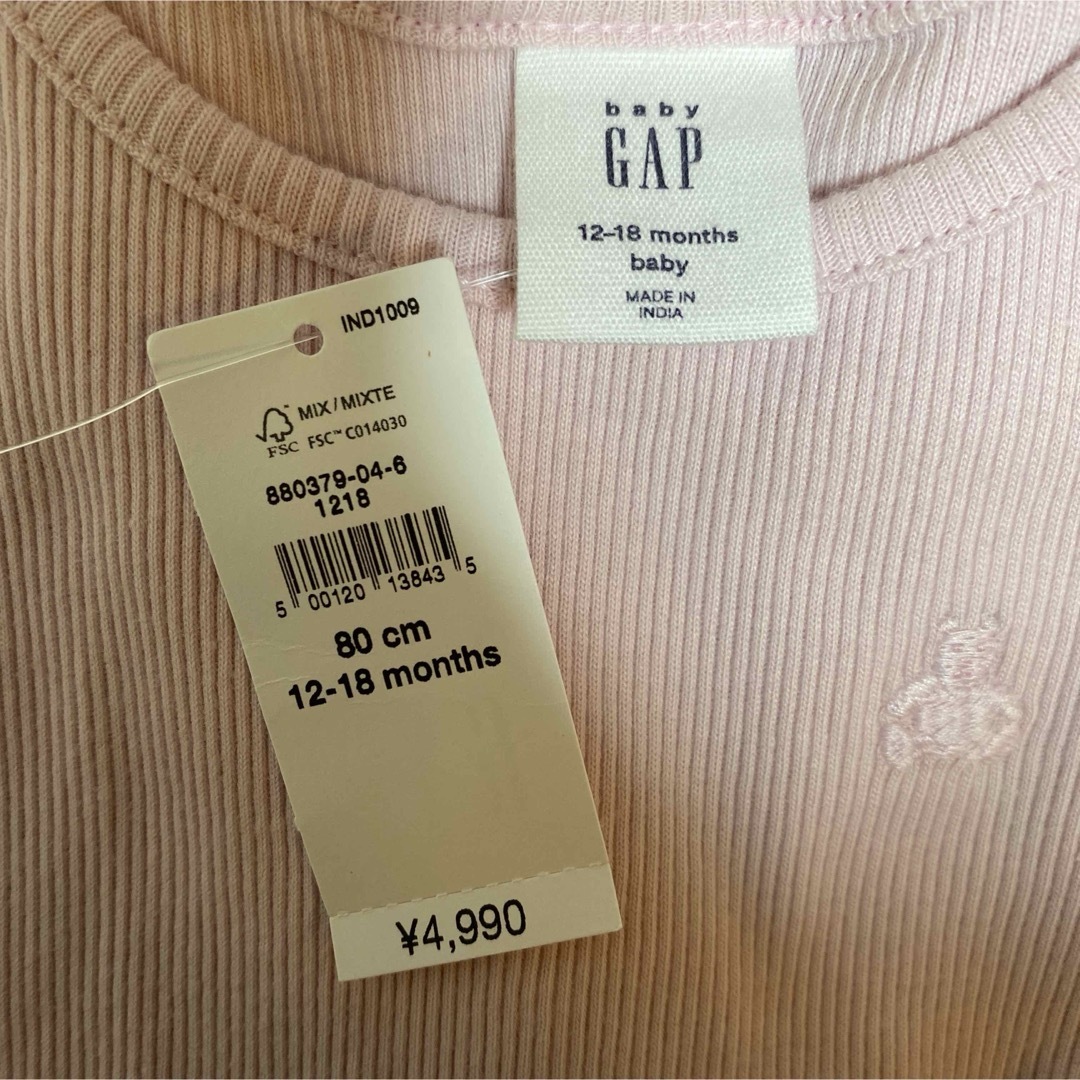 baby
GAP
12–18 months
baby
MADE IN
INDIA
IND1009
MIX / MIXTE
FSC FSC™ C014030
880379-04-6
1218
5 00120 13843 5
80 cm
12-18 months
¥4,990